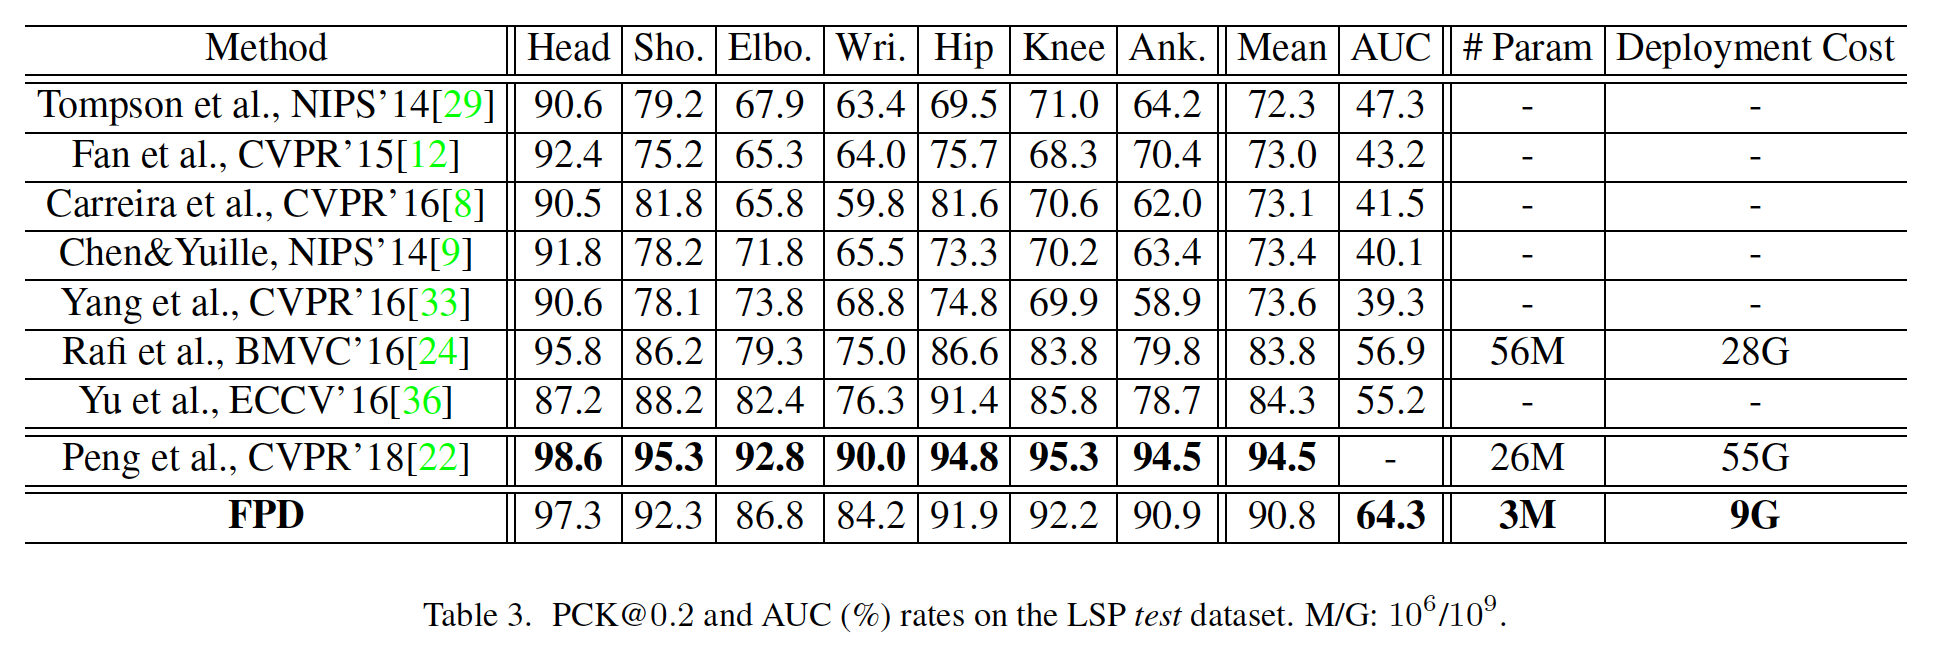 Method Head Sho. Elbo. Wri. Hip Knee Ank. Mean AUC # Param Deployment Cost
Tompson et al., NIPS’14[29] 90.6 79.2 67.9 63.4 69.5 71.0 64.2 72.3 47.3 - -
Fan et al., CVPR’15[12] 92.4 75.2 65.3 64.0 75.7 68.3 70.4 73.0 43.2 - -
Carreira et al., CVPR’16[8] 90.5 81.8 65.8 59.8 81.6 70.6 62.0 73.1 41.5 - -
Chen&Yuille, NIPS’14[9] 91.8 78.2 71.8 65.5 73.3 70.2 63.4 73.4 40.1 - -
Yang et al., CVPR’16[33] 90.6 78.1 73.8 68.8 74.8 69.9 58.9 73.6 39.3 - -
Rafi et al., BMVC’16[24] 95.8 86.2 79.3 75.0 86.6 83.8 79.8 83.8 56.9 56M 28G
Yu et al., ECCV’16[36] 87.2 88.2 82.4 76.3 91.4 85.8 78.7 84.3 55.2 - -
Peng et al., CVPR’18[22] 98.6 95.3 92.8 90.0 94.8 95.3 94.5 94.5 - 26M 55G
FPD 97.3 92.3 86.8 84.2 91.9 92.2 90.9 90.8 64.3 3M 9G
Table 3. PCK@0.2 and AUC (%) rates on the LSP test dataset. M/G: 10⁶/10⁹.